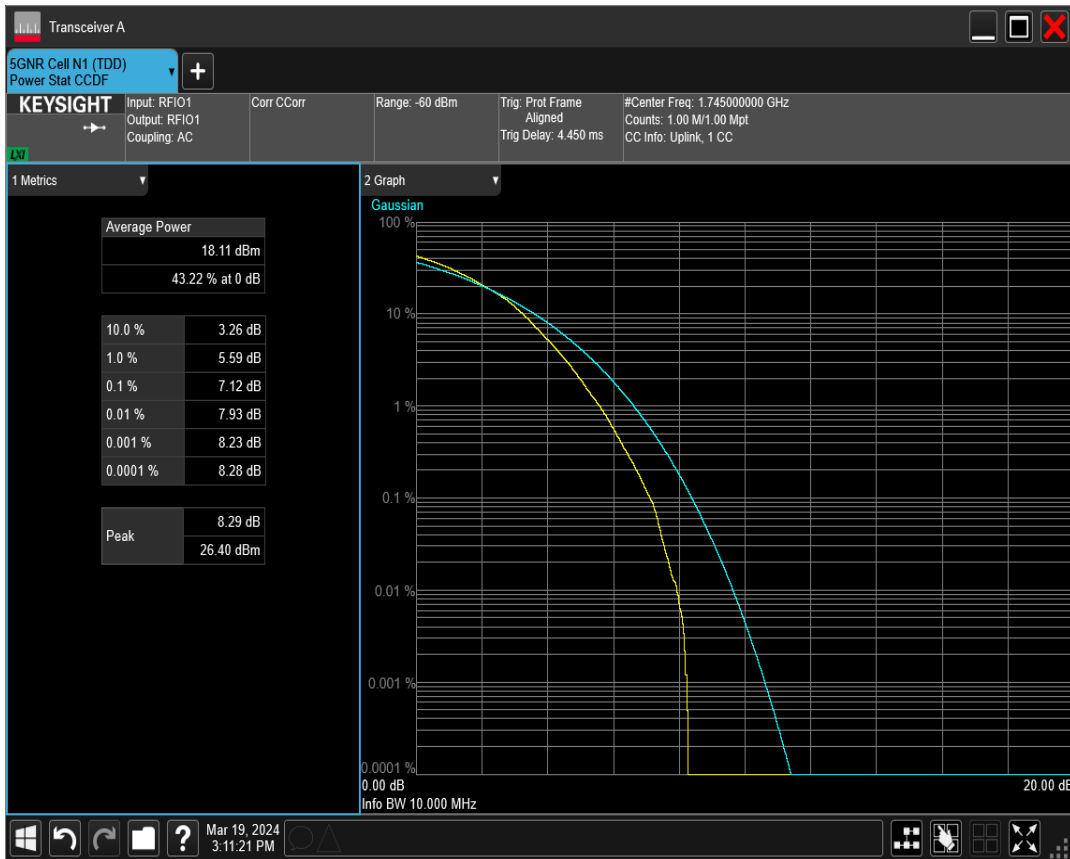 Transceiver A
5GNR Cell N1 (TDD)
Power Stat CCDF
+
KEYSIGHT
LXI
Input: RFIO1
Output: RFIO1
Coupling: AC
Corr CCorr
Range: -60 dBm
Trig: Prot Frame
Aligned
Trig Delay: 4.450 ms
#Center Freq: 1.745000000 GHz
Counts: 1.00 M/1.00 Mpt
CC Info: Uplink, 1 CC
1 Metrics
Average Power
18.11 dBm
43.22 % at 0 dB
10.0 % 3.26 dB
1.0 % 5.59 dB
0.1 % 7.12 dB
0.01 % 7.93 dB
0.001 % 8.23 dB
0.0001 % 8.28 dB
Peak 8.29 dB
26.40 dBm
2 Graph
Gaussian
100 %
10 %
1 %
0.1 %
0.01 %
0.001 %
0.0001 %
0.00 dB 20.00 dB
Info BW 10.000 MHz
?
Mar 19, 2024
3:11:21 PM